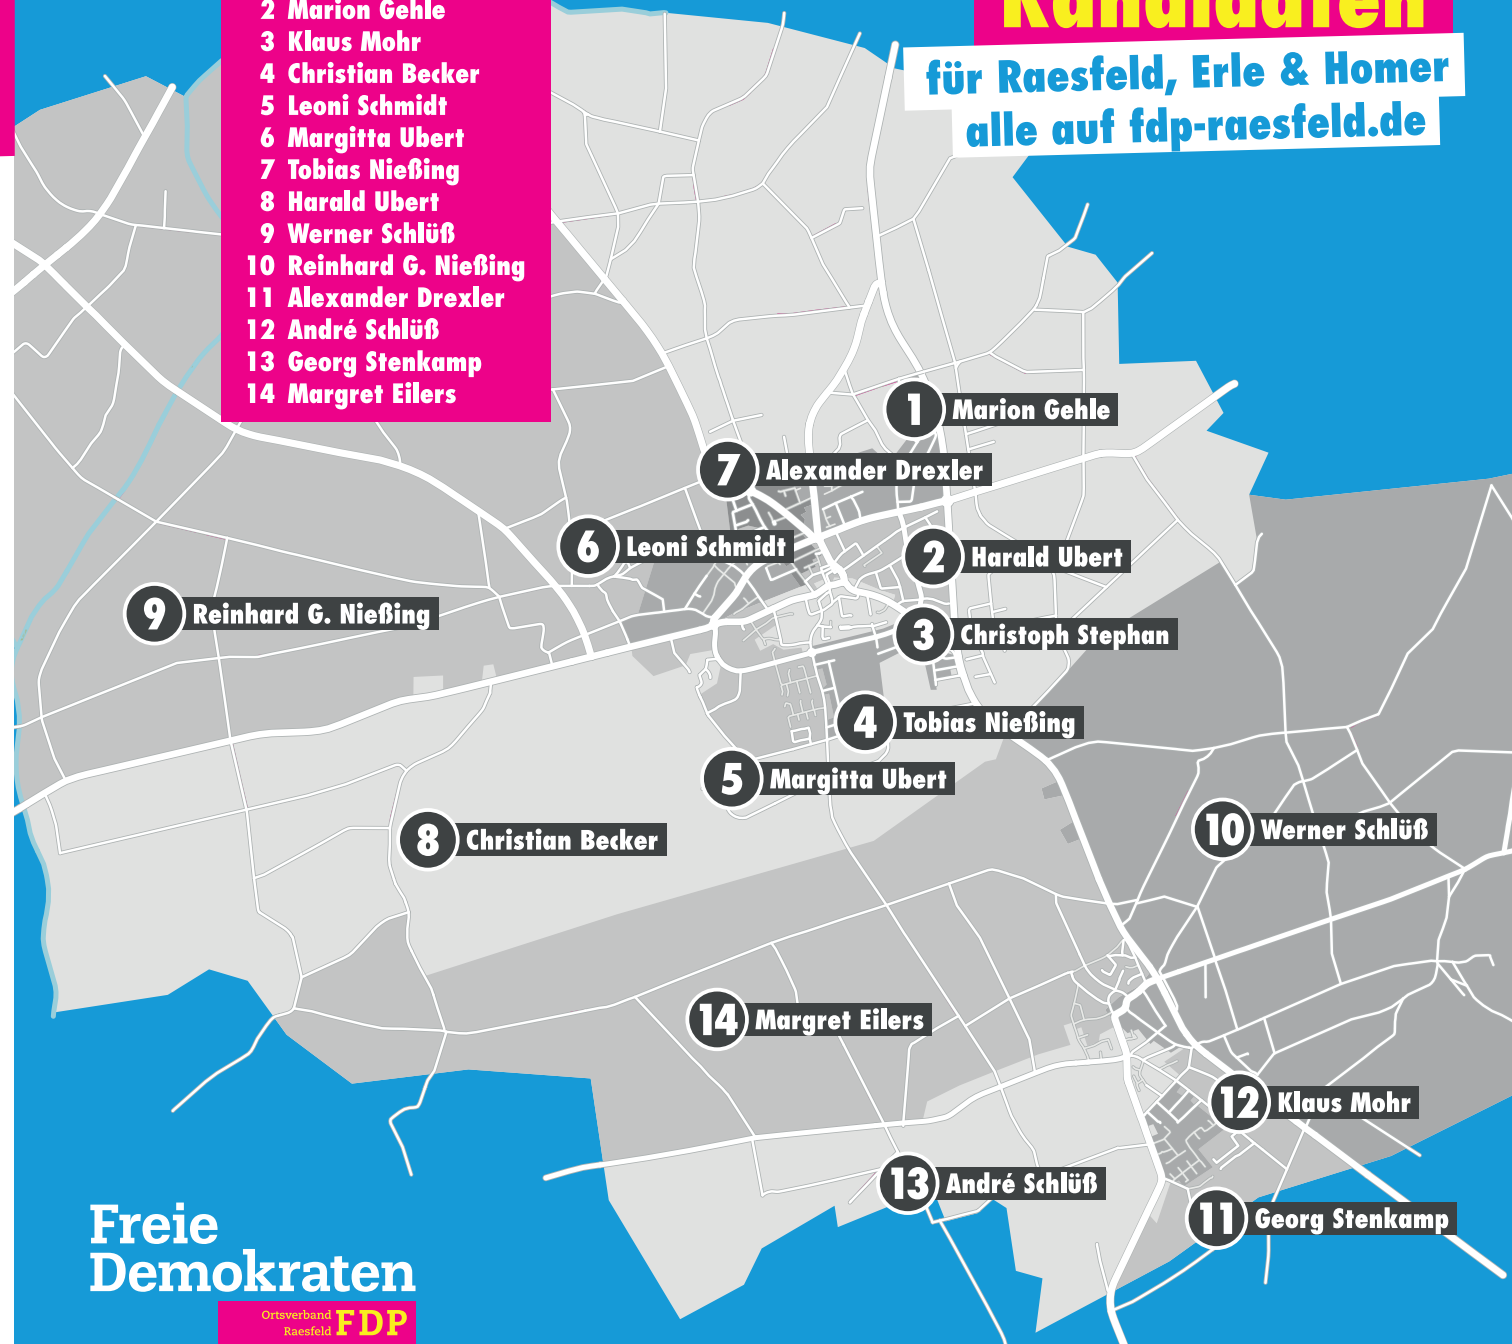 2 Marion Gehle
3 Klaus Mohr
4 Christian Becker
5 Leoni Schmidt
6 Margitta Ubert
7 Tobias Nießing
8 Harald Ubert
9 Werner Schlüß
10 Reinhard G. Nießing
11 Alexander Drexler
12 André Schlüß
13 Georg Stenkamp
14 Margret Eilers
Kandidaten
für Raesfeld, Erle & Homer
alle auf fdp-raesfeld.de
1 Marion Gehle
7 Alexander Drexler
6 Leoni Schmidt
2 Harald Ubert
9 Reinhard G. Nießing
3 Christoph Stephan
4 Tobias Nießing
5 Margitta Ubert
8 Christian Becker
10 Werner Schlüß
14 Margret Eilers
12 Klaus Mohr
13 André Schlüß
11 Georg Stenkamp
Freie
Demokraten
Ortsverband
Raesfeld FDP